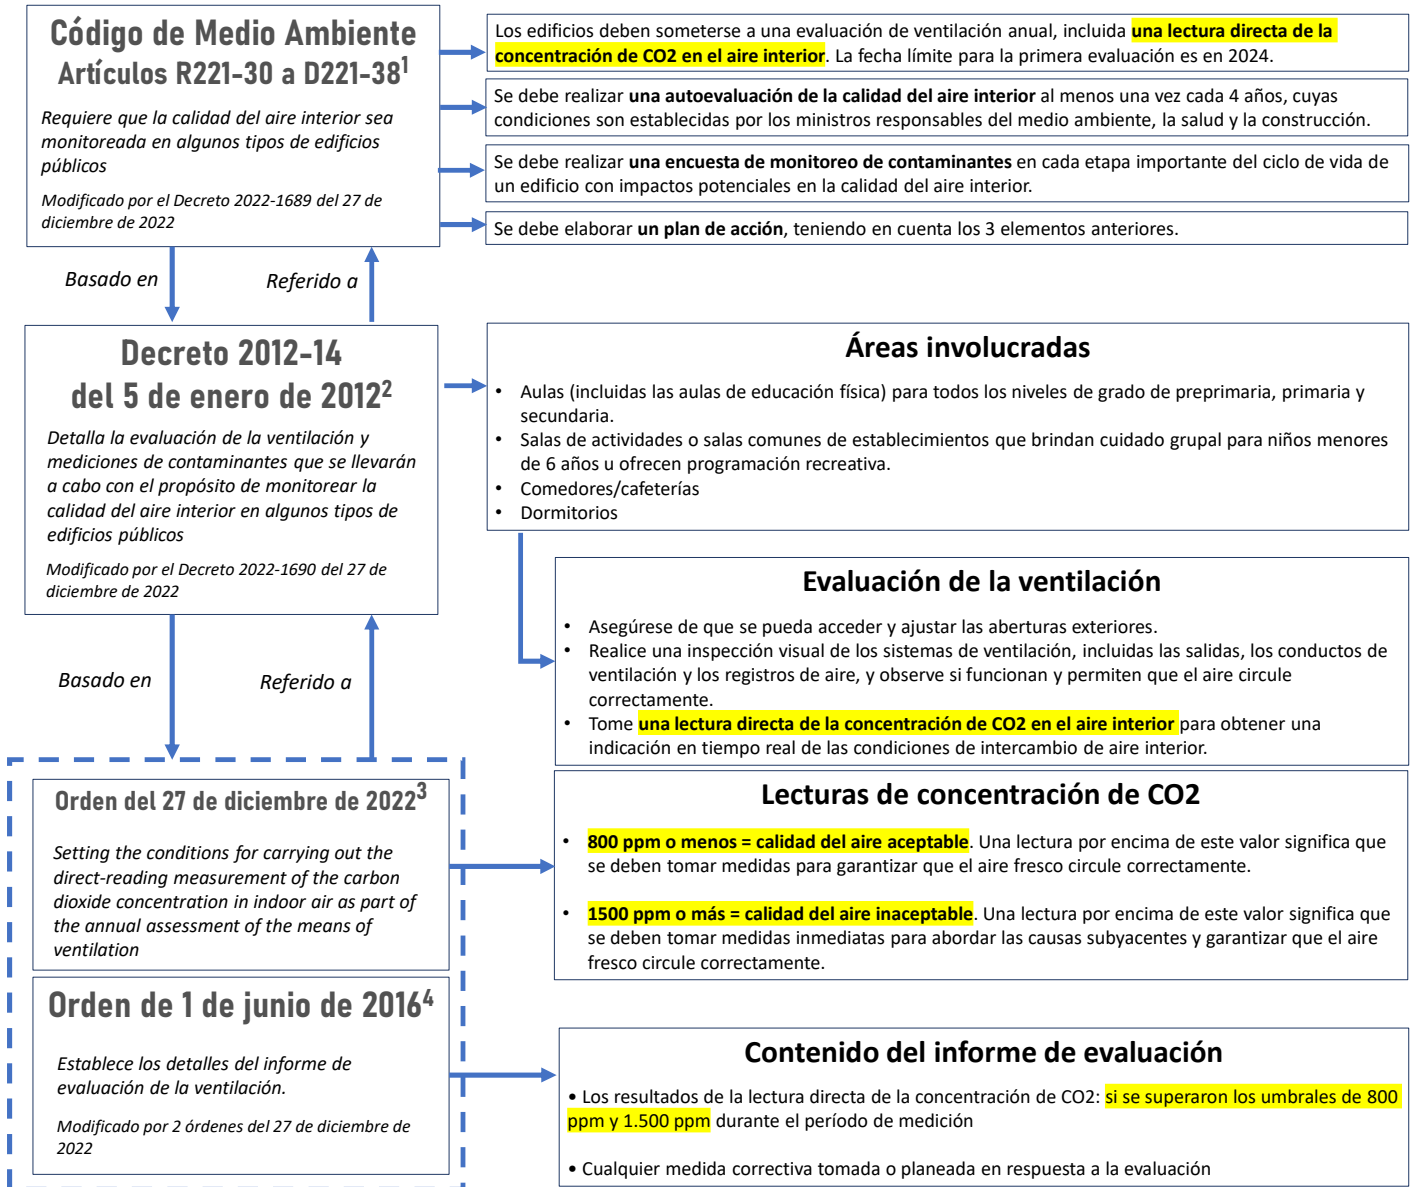 Código de Medio Ambiente
Artículos R221-30 a D221-38¹
Requiere que la calidad del aire interior sea
monitoreada en algunos tipos de edificios
públicos
Modificado por el Decreto 2022-1689 del 27 de
diciembre de 2022
Los edificios deben someterse a una evaluación de ventilación anual, incluida una lectura directa de la
concentración de CO2 en el aire interior. La fecha límite para la primera evaluación es en 2024.
Se debe realizar una autoevaluación de la calidad del aire interior al menos una vez cada 4 años, cuyas
condiciones son establecidas por los ministros responsables del medio ambiente, la salud y la construcción.
Se debe realizar una encuesta de monitoreo de contaminantes en cada etapa importante del ciclo de vida de
un edificio con impactos potenciales en la calidad del aire interior.
Se debe elaborar un plan de acción, teniendo en cuenta los 3 elementos anteriores.
Basado en
Referido a
Decreto 2012-14
del 5 de enero de 2012²
Detalla la evaluación de la ventilación y
mediciones de contaminantes que se llevarán
a cabo con el propósito de monitorear la
calidad del aire interior en algunos tipos de
edificios públicos
Modificado por el Decreto 2022-1690 del 27 de
diciembre de 2022
Áreas involucradas
• Aulas (incluidas las aulas de educación física) para todos los niveles de grado de preprimaria, primaria y
secundaria.
• Salas de actividades o salas comunes de establecimientos que brindan cuidado grupal para niños menores
de 6 años u ofrecen programación recreativa.
• Comedores/cafeterías
• Dormitorios
Evaluación de la ventilación
• Asegúrese de que se pueda acceder y ajustar las aberturas exteriores.
• Realice una inspección visual de los sistemas de ventilación, incluidas las salidas, los conductos de
ventilación y los registros de aire, y observe si funcionan y permiten que el aire circule
correctamente.
• Tome una lectura directa de la concentración de CO2 en el aire interior para obtener una
indicación en tiempo real de las condiciones de intercambio de aire interior.
Basado en
Referido a
Orden del 27 de diciembre de 2022³
Setting the conditions for carrying out the
direct-reading measurement of the carbon
dioxide concentration in indoor air as part of
the annual assessment of the means of
ventilation
Lecturas de concentración de CO2
• 800 ppm o menos = calidad del aire aceptable. Una lectura por encima de este valor significa que
se deben tomar medidas para garantizar que el aire fresco circule correctamente.
• 1500 ppm o más = calidad del aire inaceptable. Una lectura por encima de este valor significa que
se deben tomar medidas inmediatas para abordar las causas subyacentes y garantizar que el aire
fresco circule correctamente.
Orden de 1 de junio de 2016⁴
Establece los detalles del informe de
evaluación de la ventilación.
Modificado por 2 órdenes del 27 de diciembre de
2022
Contenido del informe de evaluación
• Los resultados de la lectura directa de la concentración de CO2: si se superaron los umbrales de 800
ppm y 1.500 ppm durante el período de medición
• Cualquier medida correctiva tomada o planeada en respuesta a la evaluación